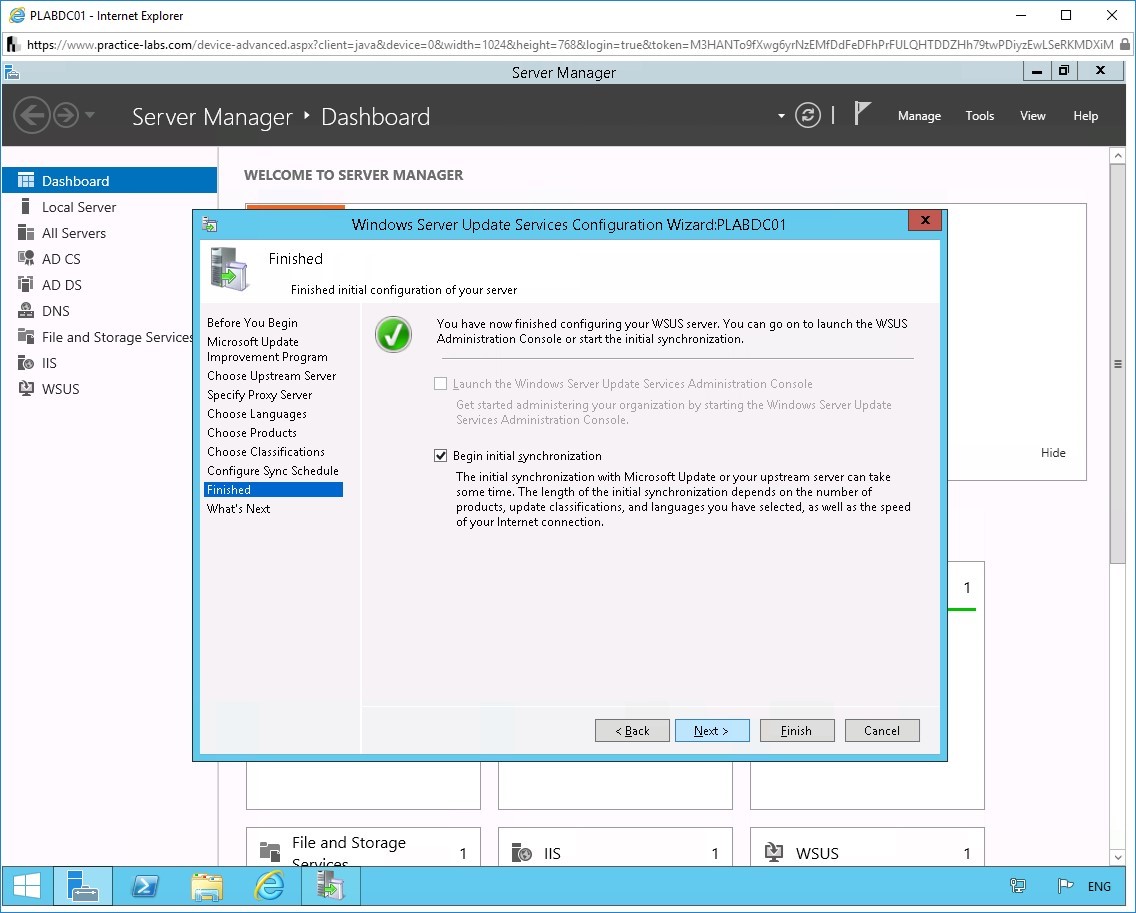 PLABDC01 - Internet Explorer
https://www.practice-labs.com/device-advanced.aspx?client=java&device=0&width=1024&height=768&login=true&token=M3HANTo9fXwg6yrNzEMfDdFeDFhPrFULQHTDDZHh79twPDiyzEwLSeRKMDXiM
Server Manager
Server Manager
Dashboard
Manage
Tools
View
Help
Dashboard
Local Server
All Servers
AD CS
AD DS
DNS
File and Storage Services
IIS
WSUS
WELCOME TO SERVER MANAGER
Windows Server Update Services Configuration Wizard:PLABDC01
x
Finished
Finished initial configuration of your server
Before You Begin
Microsoft Update
Improvement Program
Choose Upstream Server
Specify Proxy Server
Choose Languages
Choose Products
Choose Classifications
Configure Sync Schedule
Finished
What's Next
You have now finished configuring your WSUS server. You can go on to launch the WSUS
Administration Console or start the initial synchronization.
Launch the Windows Server Update Services Administration Console
Get started administering your organization by starting the Windows Server Update
Services Administration Console.
Begin initial synchronization
The initial synchronization with Microsoft Update or your upstream server can take
some time. The length of the initial synchronization depends on the number of
products, update classifications, and languages you have selected, as well as the speed
of your Internet connection.
< Back
Next >
Finish
Cancel
Hide
1
File and Storage
Services
1
IIS
1
WSUS
1
ENG